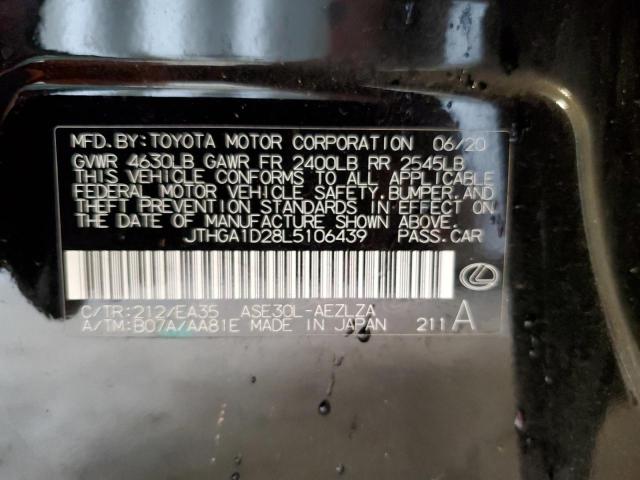 MFD.BY:TOYOTA MOTOR CORPORATION 06/20
GVWR 4630LB GAWR FR 2400LB RR 2545LB
THIS VEHICLE CONFORMS TO ALL APPLICABLE
FEDERAL MOTOR VEHICLE SAFETY,BUMPER,AND
THEFT PREVENTION STANDARDS IN EFFECT ON
THE DATE OF MANUFACTURE SHOWN ABOVE.
JTHGA1D28L5106439 PASS.CAR
C/TR:212/EA35 ASE30L-AEZLZA
A/TM:B07A/AA81E MADE IN JAPAN 211A